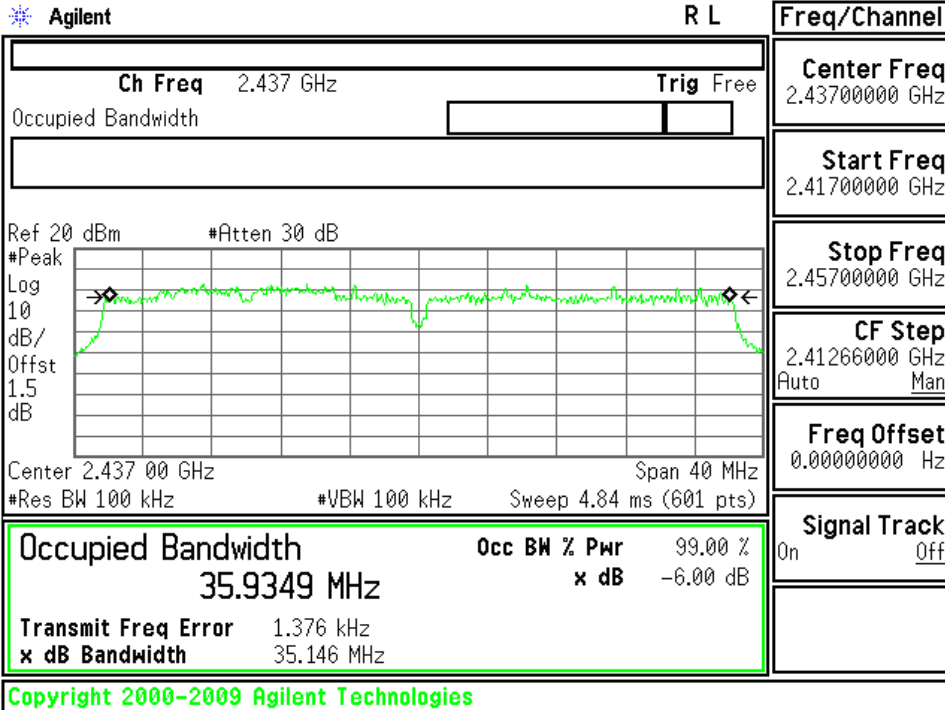 Agilent R L
Freq/Channel
Ch Freq 2.437 GHz Trig Free
Occupied Bandwidth
Center Freq
2.43700000 GHz
Start Freq
2.41700000 GHz
Stop Freq
2.45700000 GHz
CF Step
2.41266000 GHz
Auto Man
Freq Offset
0.00000000 Hz
Signal Track
On Off
Ref 20 dBm #Atten 30 dB
#Peak
Log
10
dB/
Offst
1.5
dB
Center 2.437 00 GHz Span 40 MHz
#Res BW 100 kHz #VBW 100 kHz Sweep 4.84 ms (601 pts)
Occupied Bandwidth Occ BW % Pwr 99.00 %
35.9349 MHz x dB -6.00 dB
Transmit Freq Error 1.376 kHz
x dB Bandwidth 35.146 MHz
Copyright 2000-2009 Agilent Technologies